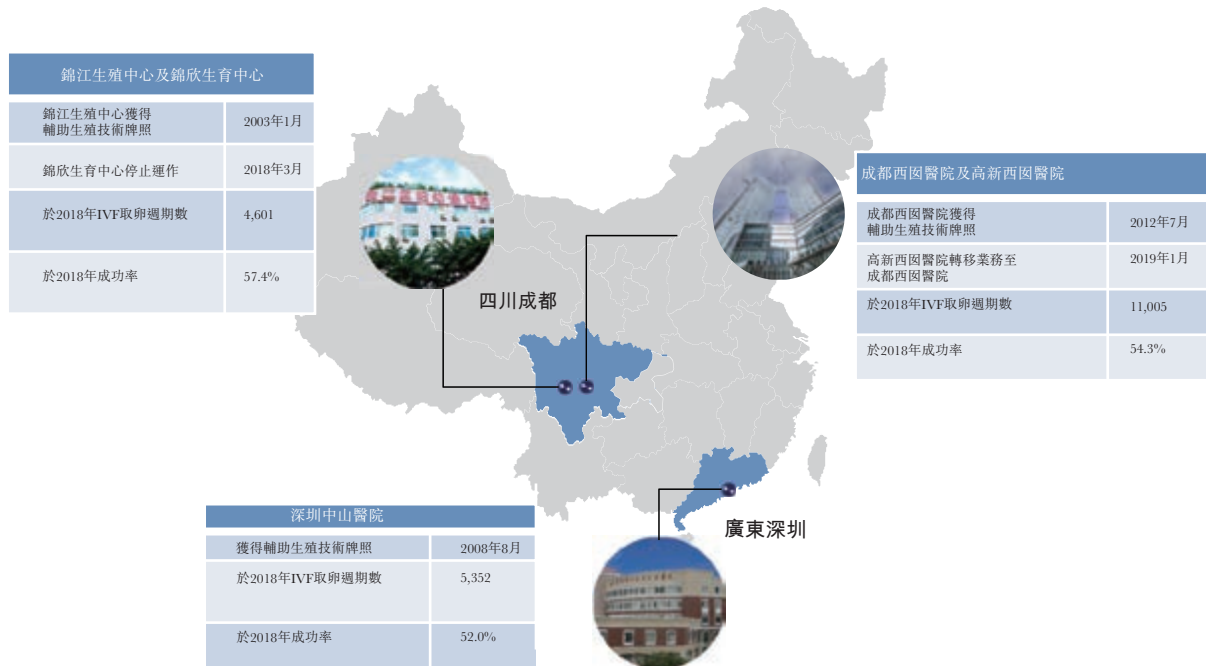 錦江生殖中心及錦欣生育中心
錦江生殖中心獲得
輔助生殖技術牌照
2003年1月
錦欣生育中心停止運作
2018年3月
於2018年IVF取卵週期數
4,601
於2018年成功率
57.4%
四川成都
成都西囡醫院及高新西囡醫院
成都西囡醫院獲得
輔助生殖技術牌照
2012年7月
高新西囡醫院轉移業務至
成都西囡醫院
2019年1月
於2018年IVF取卵週期數
11,005
於2018年成功率
54.3%
深圳中山醫院
獲得輔助生殖技術牌照
2008年8月
於2018年IVF取卵週期數
5,352
於2018年成功率
52.0%
廣東深圳